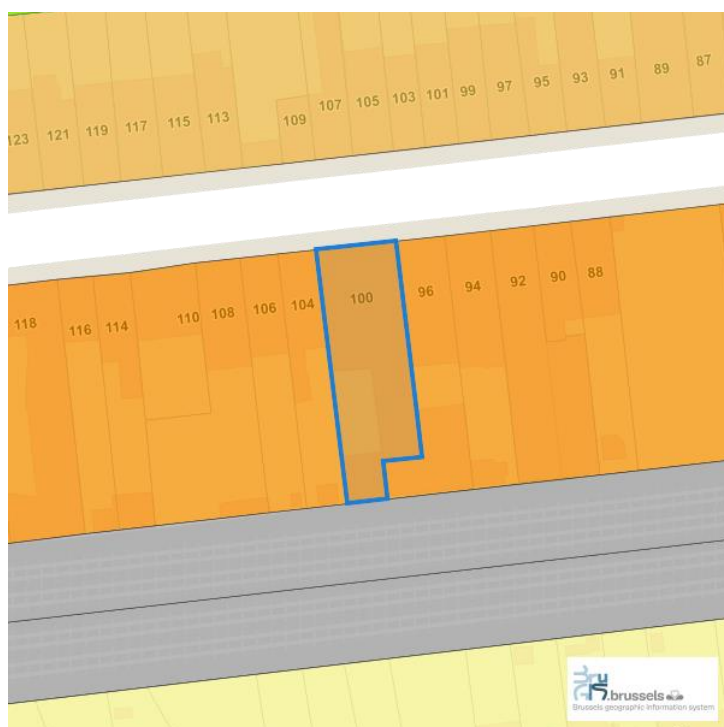 123 121 119 117 115 113 109 107 105 103 101 99 97 95 93 91 89 87
118 116 114 110 108 106 104 100 96 94 92 90 88
.brussels
Brussels geographic information system